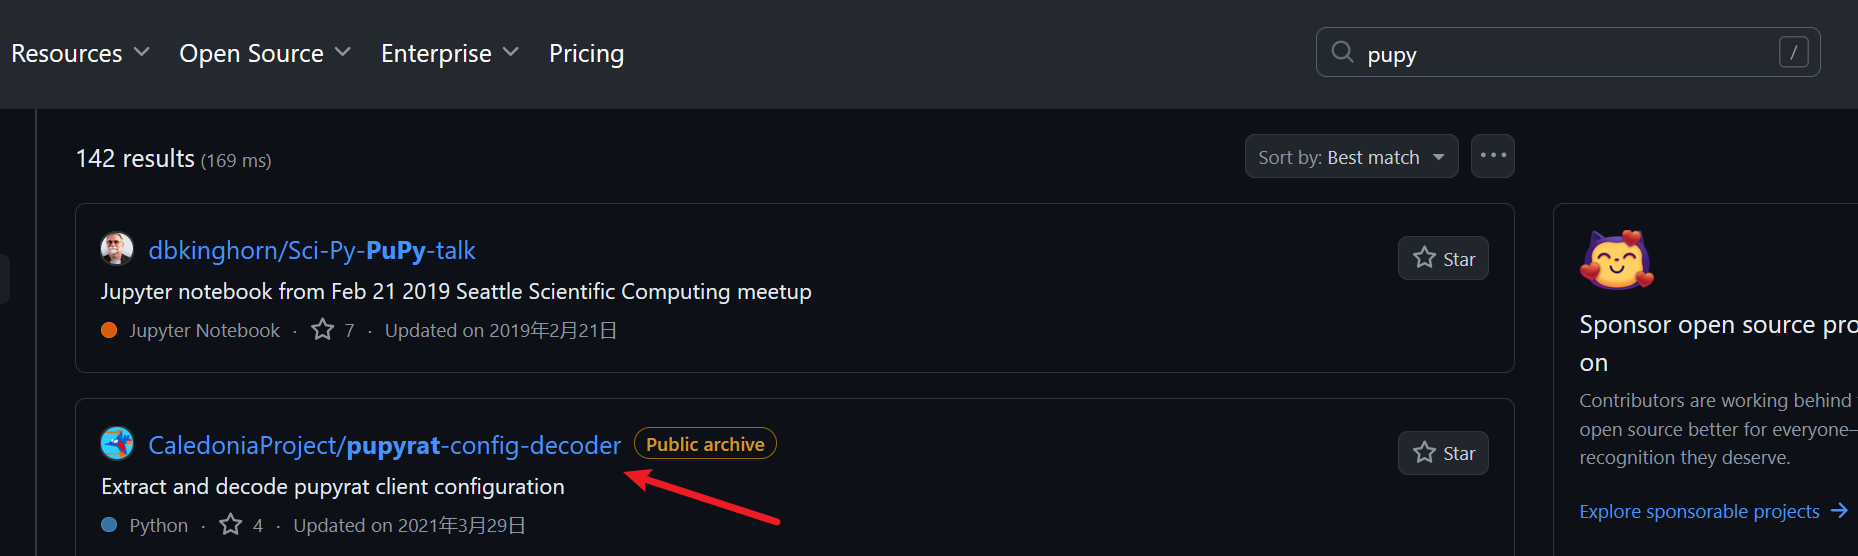 Resources Open Source Enterprise Pricing pupy /
142 results (169 ms) Sort by: Best match
dbkinghorn/Sci-Py-PuPy-talk Star
Jupyter notebook from Feb 21 2019 Seattle Scientific Computing meetup
Jupyter Notebook · 7 · Updated on 2019年2月21日
CaledoniaProject/pupyrat-config-decoder Public archive Star
Extract and decode pupyrat client configuration
Python · 4 · Updated on 2021年3月29日
Sponsor open source pro
on
Contributors are working behind
open source better for everyone—
recognition they deserve.
Explore sponsorable projects →